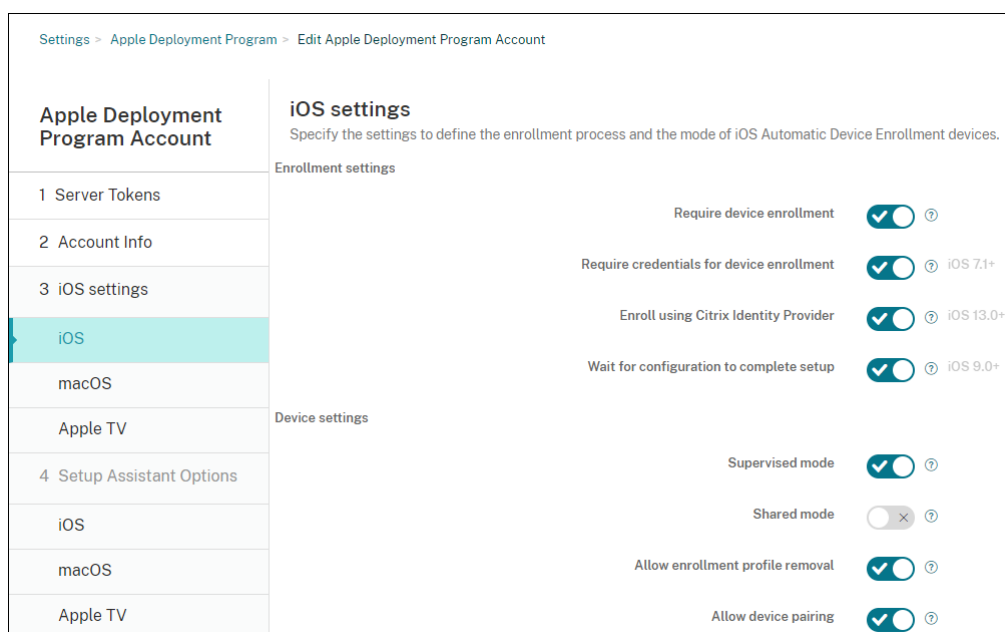 Settings > Apple Deployment Program > Edit Apple Deployment Program Account
Apple Deployment
Program Account
1 Server Tokens
2 Account Info
3 iOS settings
iOS
macOS
Apple TV
4 Setup Assistant Options
iOS
macOS
Apple TV
iOS settings
Specify the settings to define the enrollment process and the mode of iOS Automatic Device Enrollment devices.
Enrollment settings
Require device enrollment ?
Require credentials for device enrollment ? iOS 7.1+
Enroll using Citrix Identity Provider ? iOS 13.0+
Wait for configuration to complete setup ? iOS 9.0+
Device settings
Supervised mode ?
Shared mode ?
Allow enrollment profile removal ?
Allow device pairing ?